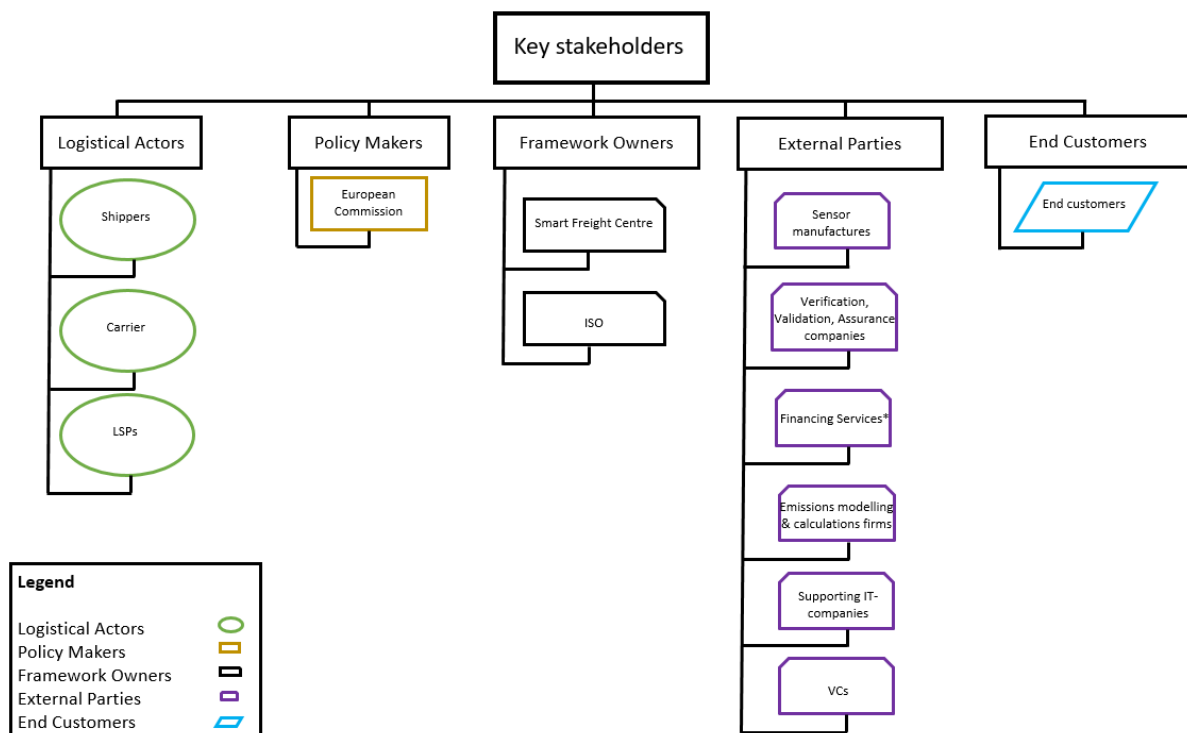 Key stakeholders
Logistical Actors
Policy Makers
Framework Owners
External Parties
End Customers
Shippers
Carrier
LSPs
European
Commission
Smart Freight Centre
ISO
Sensor
manufactures
Verification,
Validation, Assurance
companies
Financing Services*
Emissions modelling
& calculations firms
Supporting IT-
companies
VCs
End customers
Legend
Logistical Actors
Policy Makers
Framework Owners
External Parties
End Customers